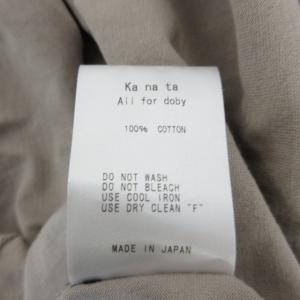 Ka na ta
All for doby
100% COTTON
DO NOT WASH
DO NOT BLEACH
USE COOL IRON
USE DRY CLEAN "F"
MADE IN JAPAN